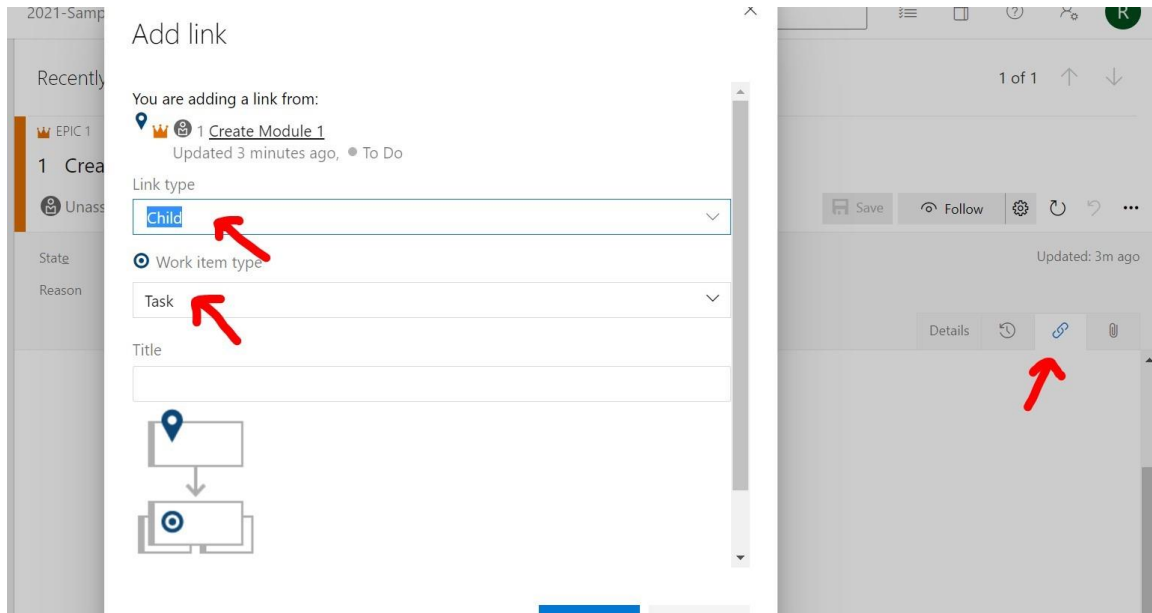 2021-Samp
R
Add link
Recently
1 of 1
You are adding a link from:
EPIC 1
1 Create Module 1
Updated 3 minutes ago, To Do
1 Crea
Link type
Unass
Child
Save
Follow
State
Work item type
Updated: 3m ago
Reason
Task
Details
Title